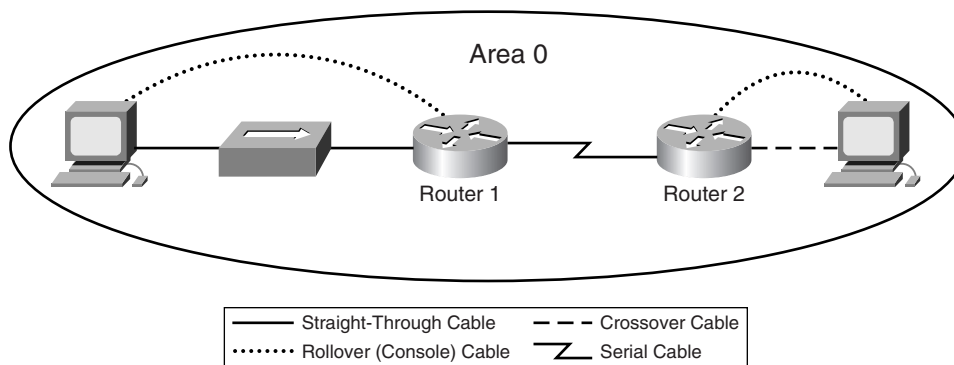 Area 0
Router 1
Router 2
Straight-Through Cable
Crossover Cable
Rollover (Console) Cable
Serial Cable